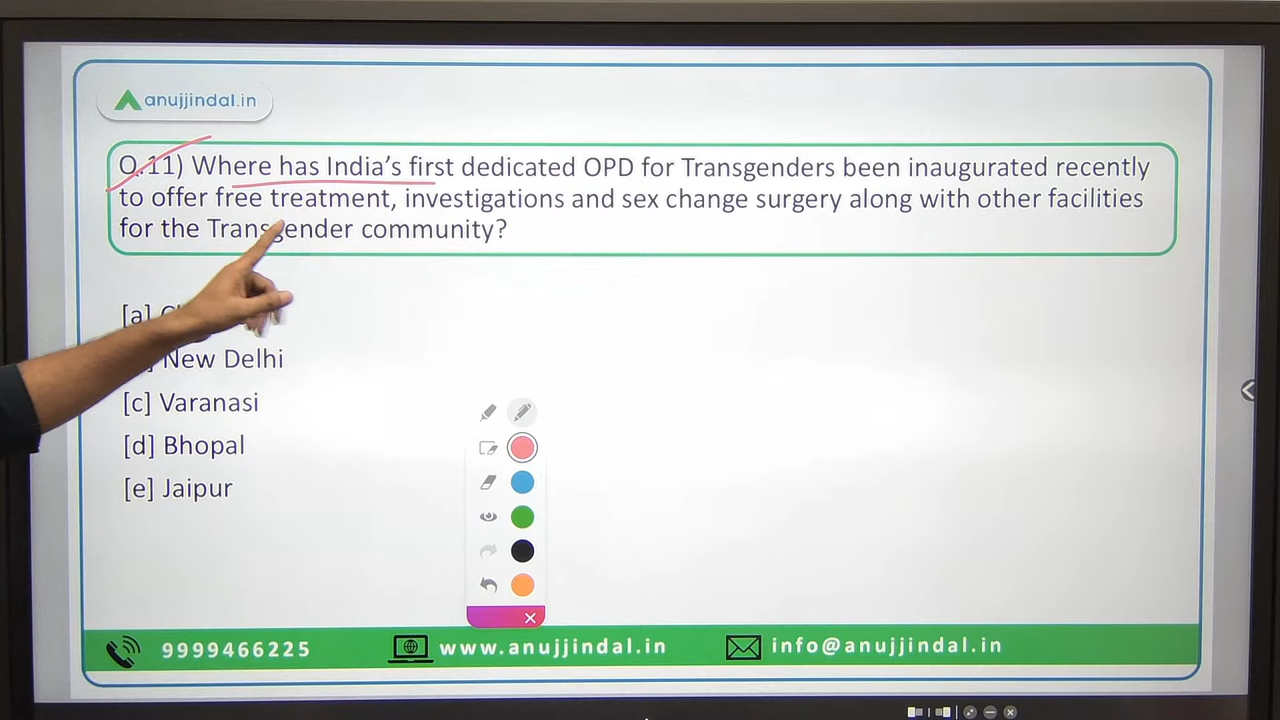 anujjindal.in
Q.11) Where has India's first dedicated OPD for Transgenders been inaugurated recently
to offer free treatment, investigations and sex change surgery along with other facilities
for the Transgender community?
[a]
New Delhi
[c] Varanasi
[d] Bhopal
[e] Jaipur
9999466225 www.anujjindal.in info@anujjindal.in